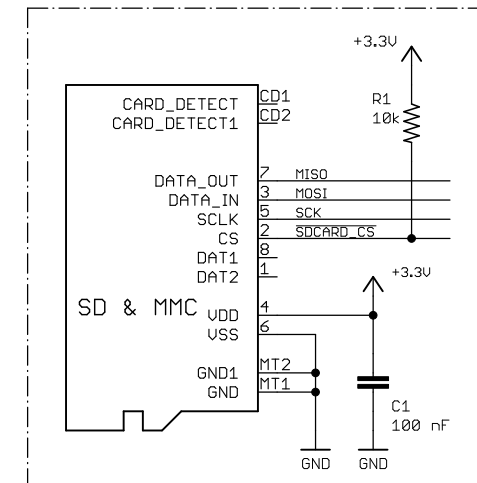 +3.3V
R1
10k
CARD_DETECT CD1
CARD_DETECT1 CD2
DATA_OUT 7 MISO
DATA_IN 3 MOSI
SCLK 5 SCK
CS 2 SDCARD_CS
DAT1 8
DAT2 1
+3.3V
SD & MMC
VDD 4
VSS 6
GND1 MT2
GND MT1
C1
100 nF
GND GND